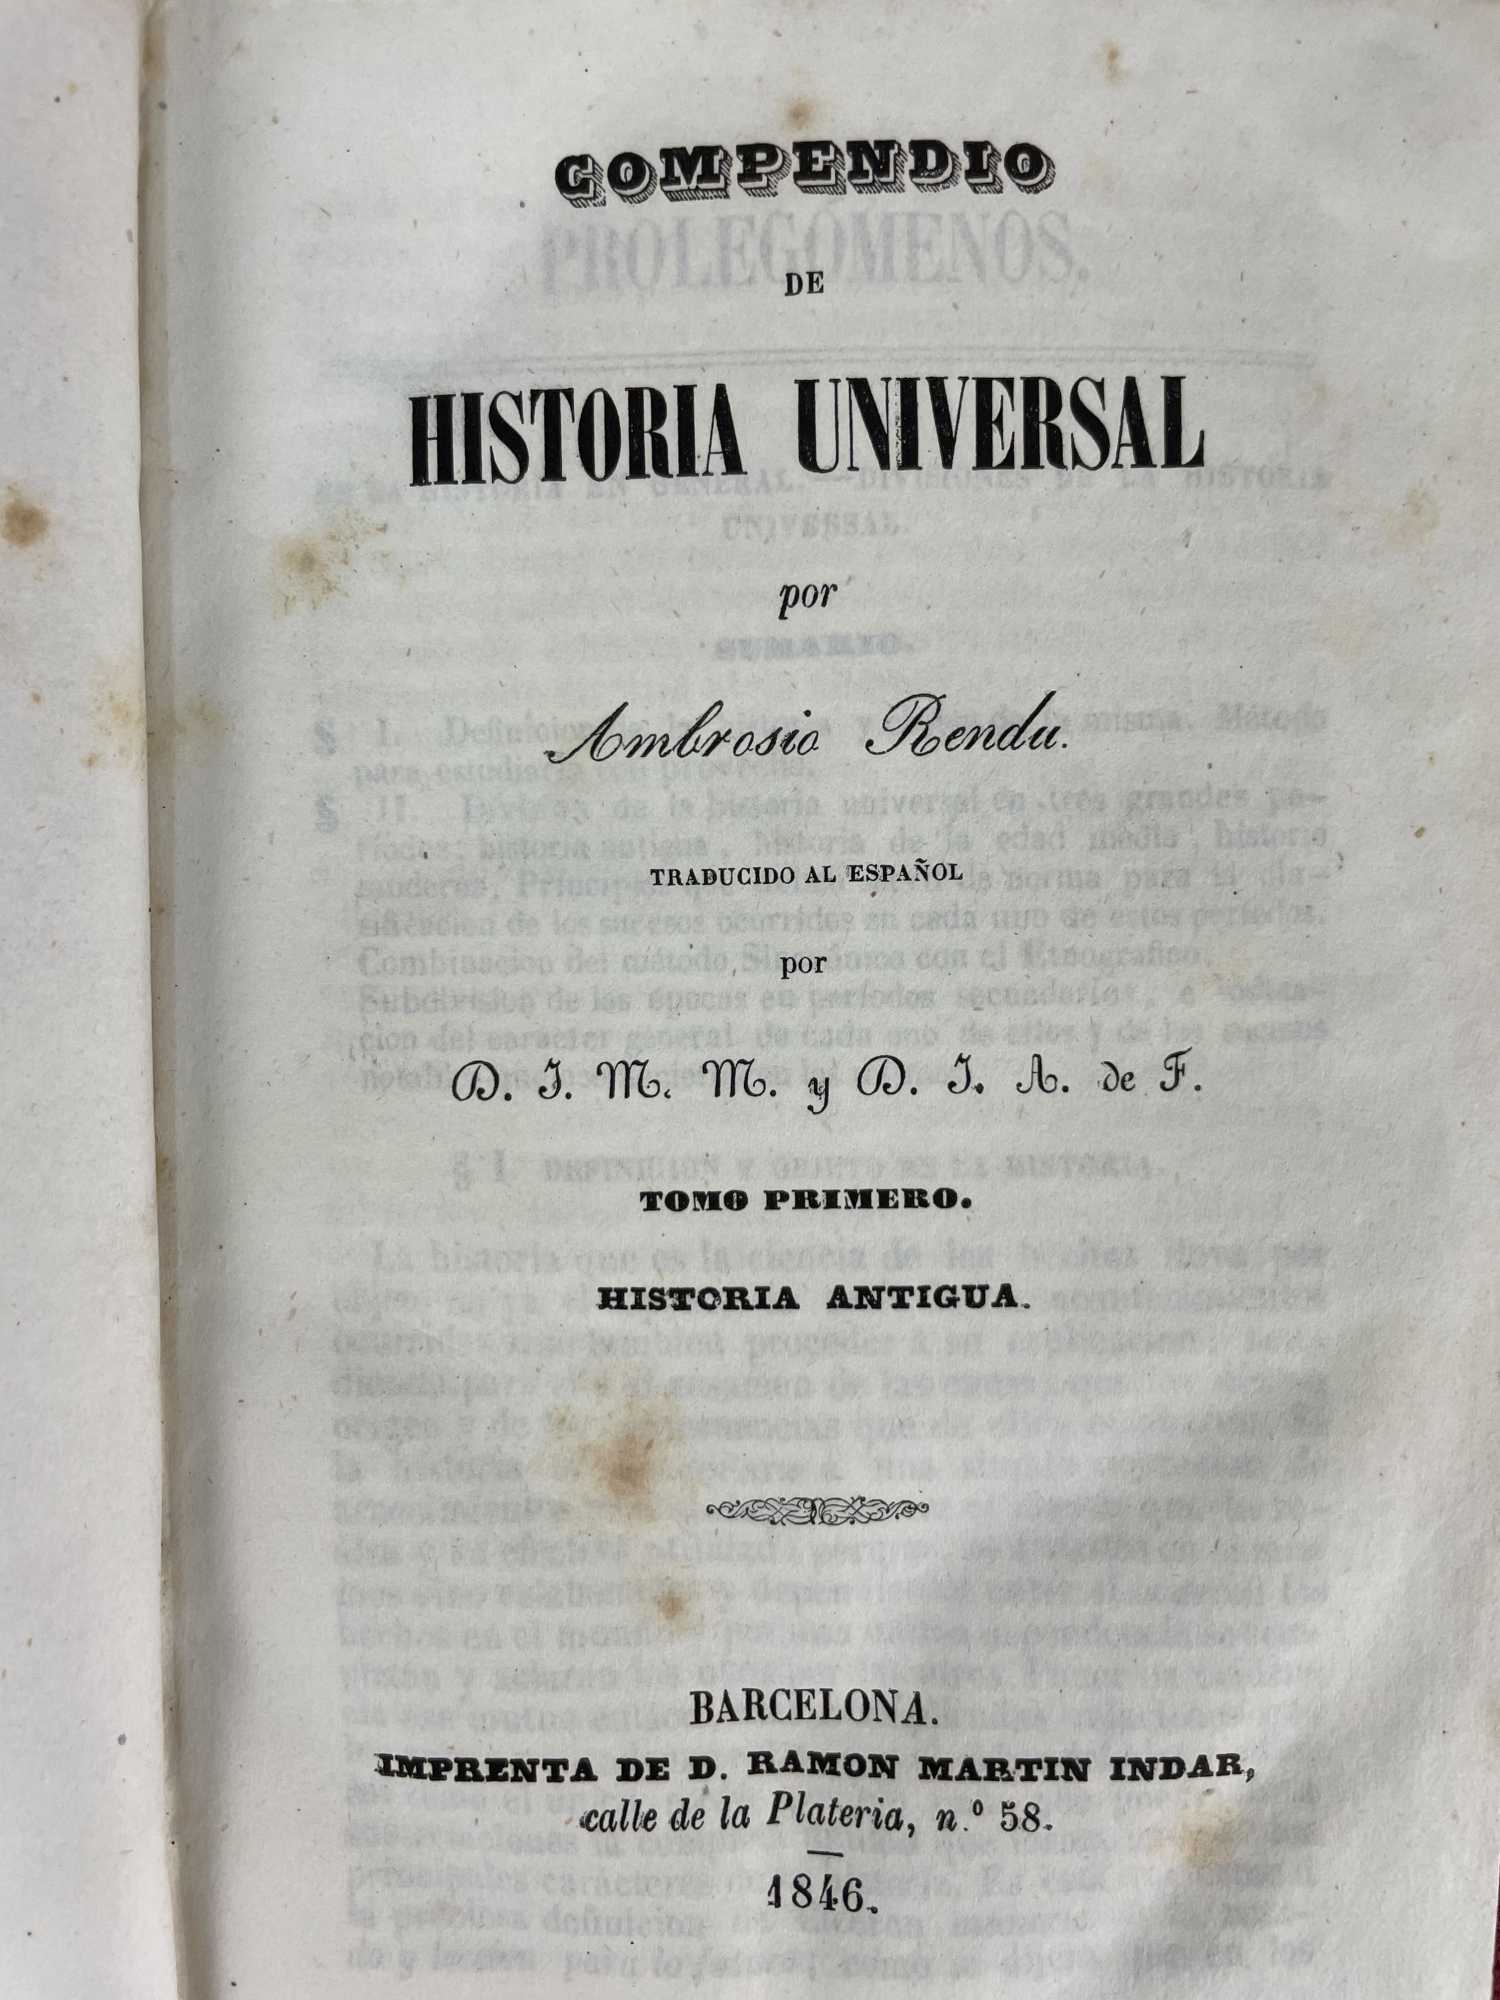 COMPENDIO
DE
HISTORIA UNIVERSAL
por
Ambrosio Rendu.
TRADUCIDO AL ESPAÑOL
por
D. J. M. M. y D. J. A. de F.
TOMO PRIMERO.
HISTORIA ANTIGUA.
BARCELONA.
IMPRENTA DE D. RAMON MARTIN INDAR,
calle de la Plateria, n.º 58.
1846.